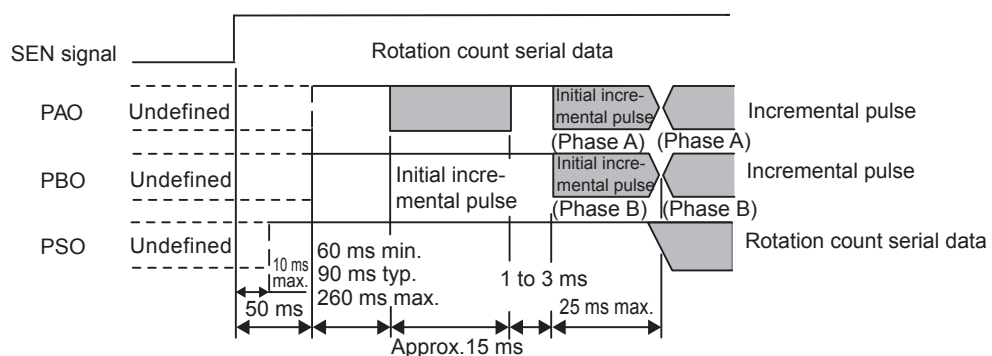 SEN signal
Rotation count serial data
PAO
Undefined
Initial incre-
mental pulse
(Phase A)
(Phase A)
Incremental pulse
PBO
Undefined
Initial incre-
mental pulse
Initial incre-
mental pulse
(Phase B)
(Phase B)
Incremental pulse
PSO
Undefined
Rotation count serial data
10 ms
max.
60 ms min.
90 ms typ.
260 ms max.
1 to 3 ms
50 ms
25 ms max.
Approx.15 ms